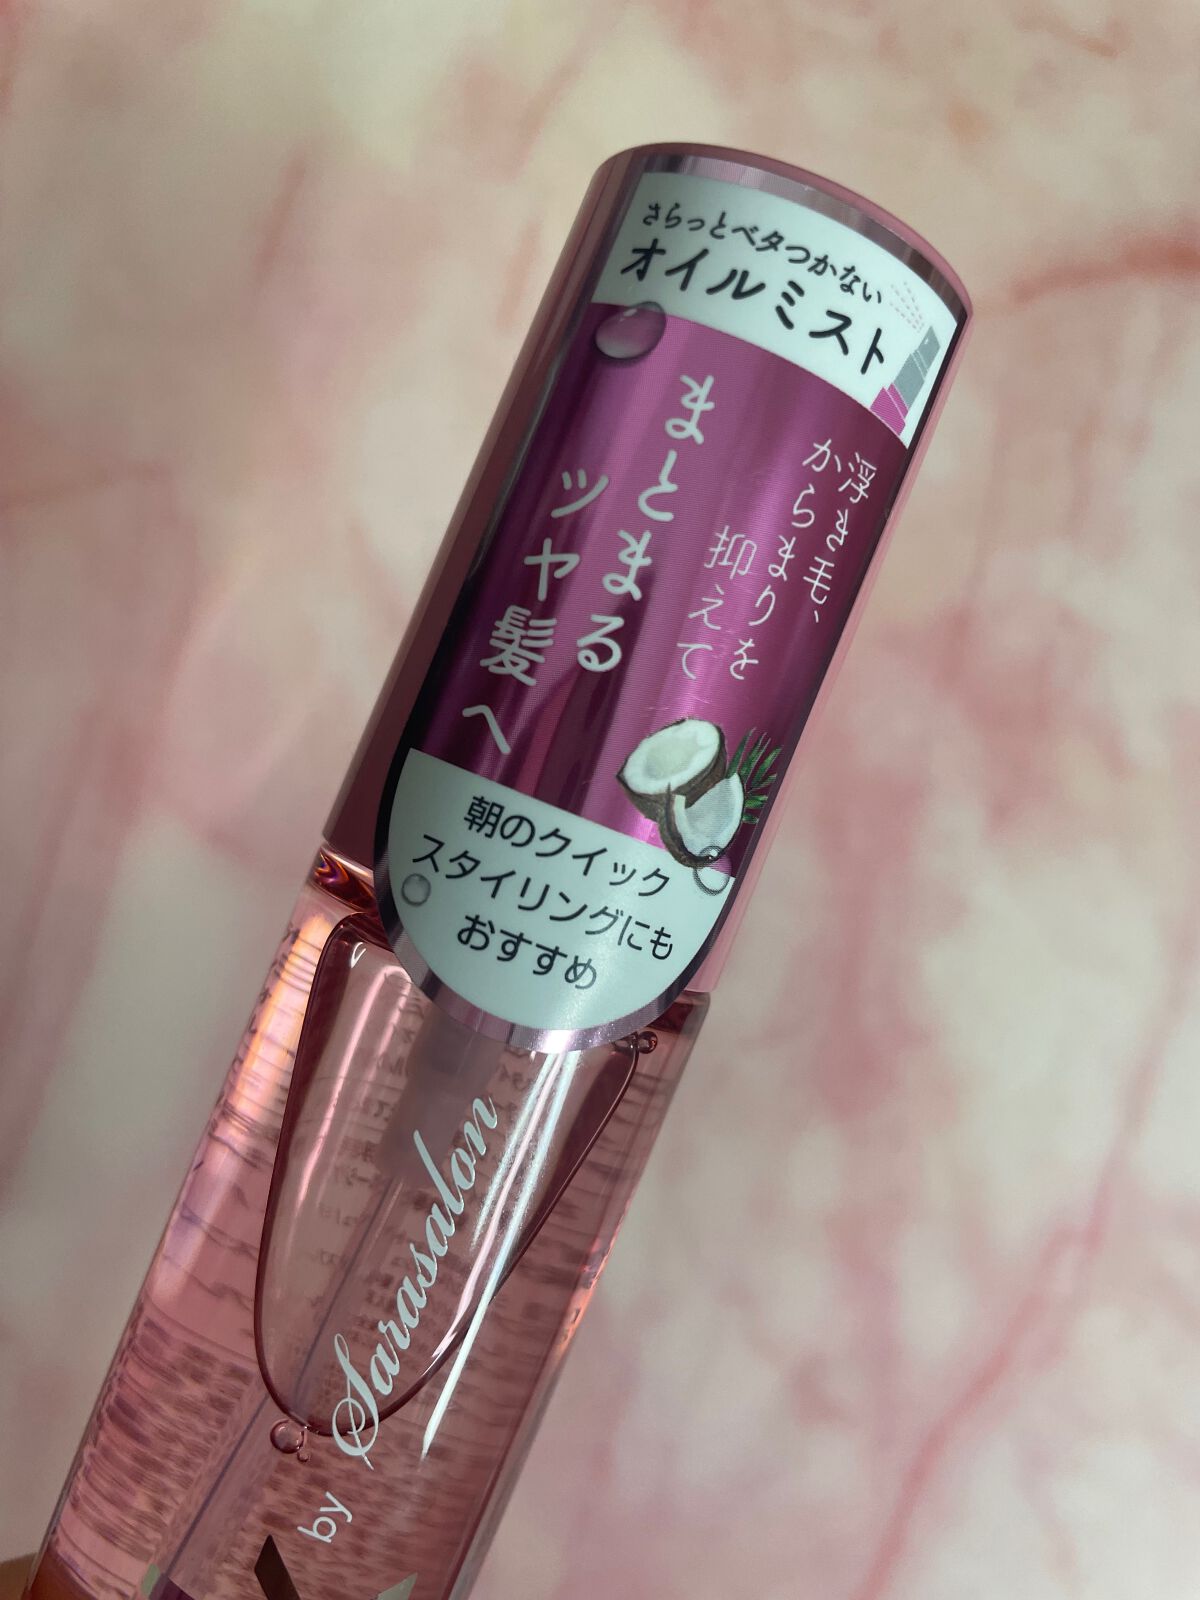 さらっとベタつかない
オイルミスト
浮き毛、
からまりを
抑えて
まとまる
ツヤ髪へ
朝のクイック
スタイリングにも
おすすめ
by Sarasalon